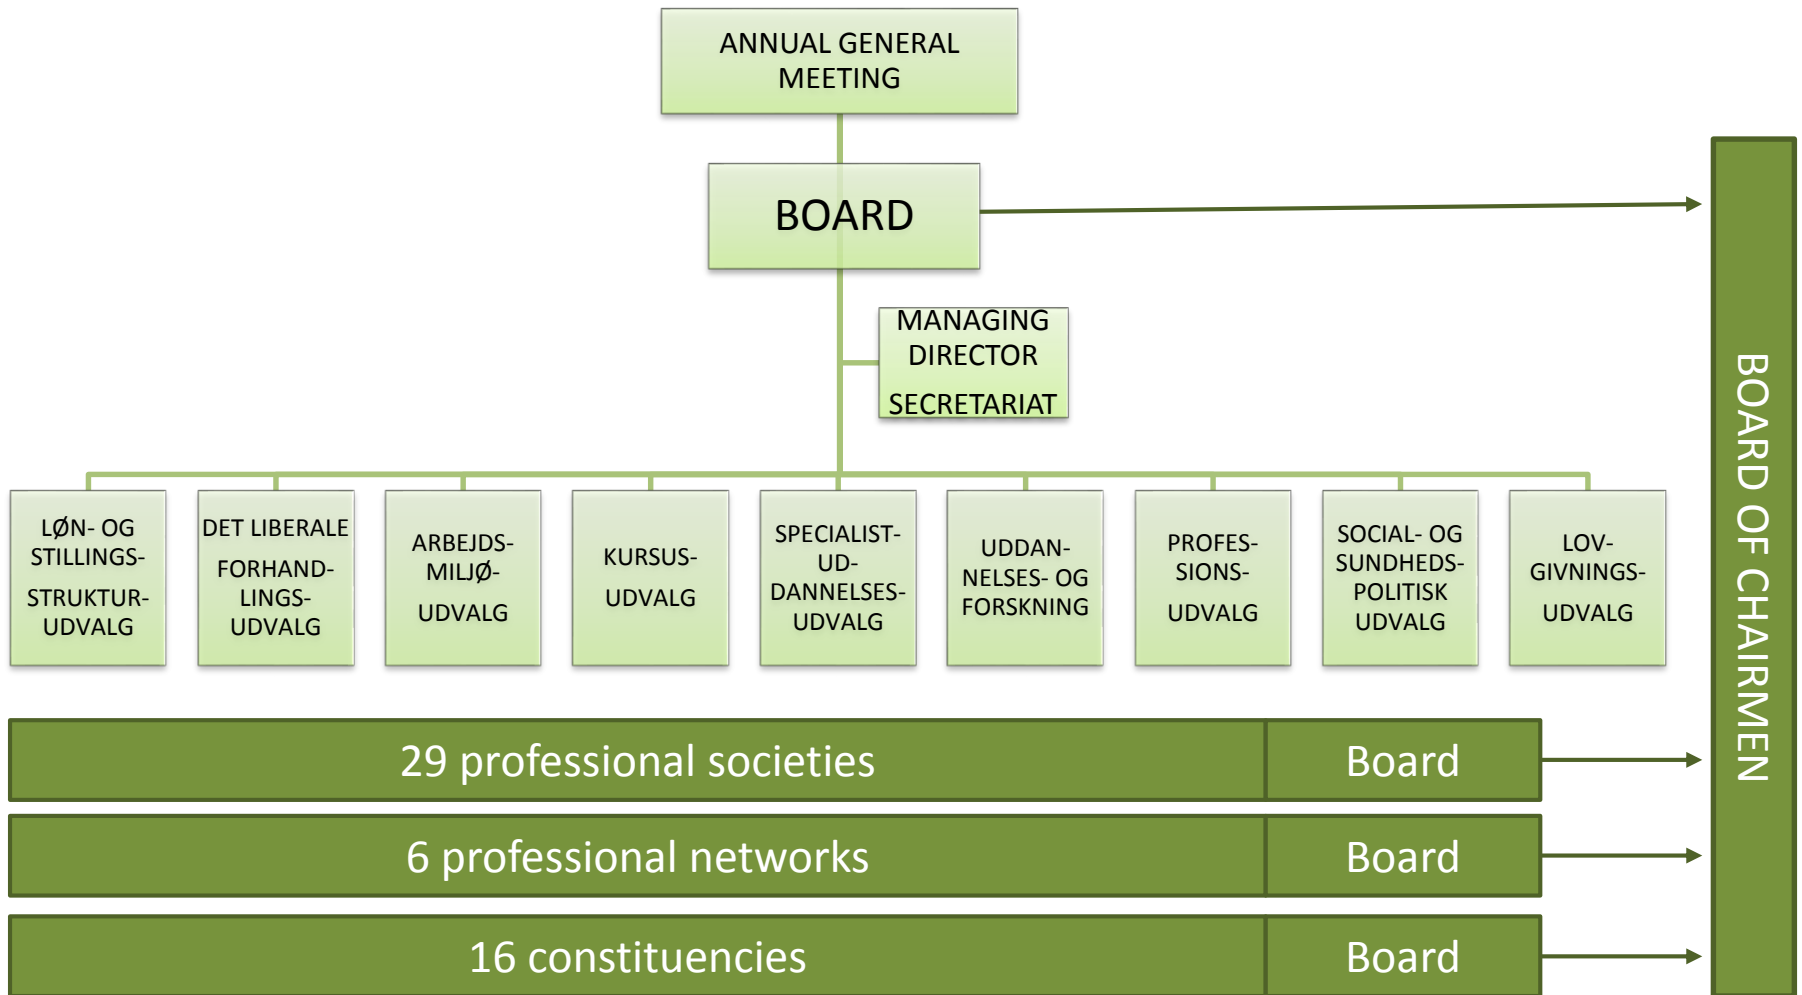 ANNUAL GENERAL
MEETING
BOARD
MANAGING
DIRECTOR
SECRETARIAT
LØN- OG
STILLINGS-
STRUKTUR-
UDVALG
DET LIBERALE
FORHAND-
LINGS-
UDVALG
ARBEJDS-
MILJØ-
UDVALG
KURSUS-
UDVALG
SPECIALIST-
UD-
DANNELSES-
UDVALG
UDDAN-
NELSES- OG
FORSKNING
PROFES-
SIONS-
UDVALG
SOCIAL- OG
SUNDHEDS-
POLITISK
UDVALG
LOV-
GIVNINGS-
UDVALG
29 professional societies
Board
6 professional networks
Board
16 constituencies
Board
BOARD OF CHAIRMEN